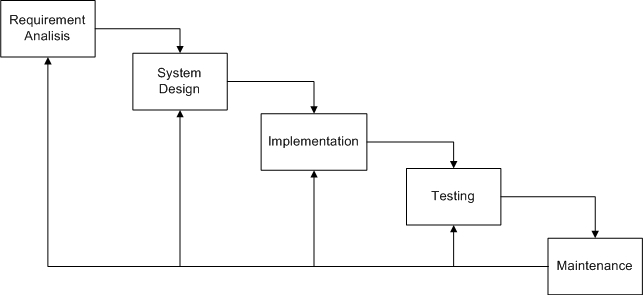 Requirement
Analisis
System
Design
Implementation
Testing
Maintenance